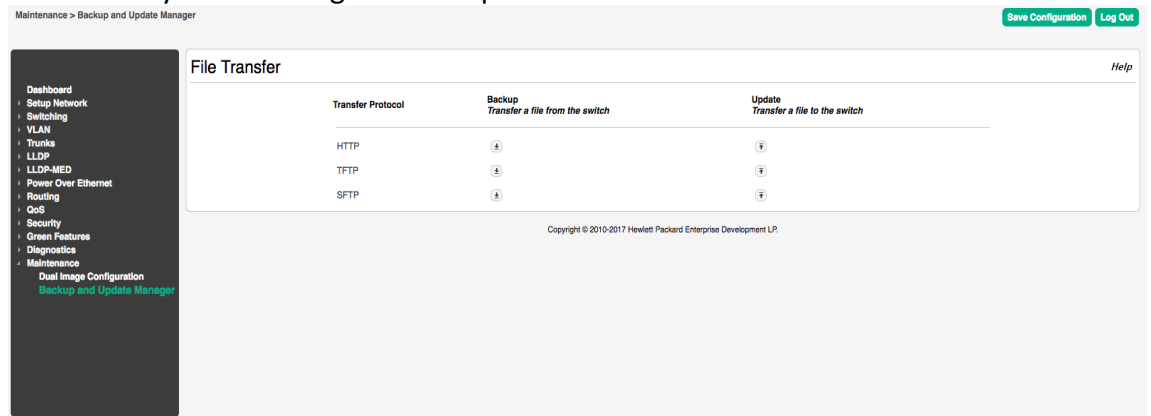 Maintenance > Backup and Update Manager
Save Configuration
Log Out
Dashboard
Setup Network
Switching
VLAN
Trunks
LLDP
LLDP-MED
Power Over Ethernet
Routing
QoS
Security
Green Features
Diagnostics
Maintenance
Dual Image Configuration
Backup and Update Manager
File Transfer
Help
Transfer Protocol
Backup
Transfer a file from the switch
Update
Transfer a file to the switch
HTTP
TFTP
SFTP
Copyright © 2010-2017 Hewlett Packard Enterprise Development LP.